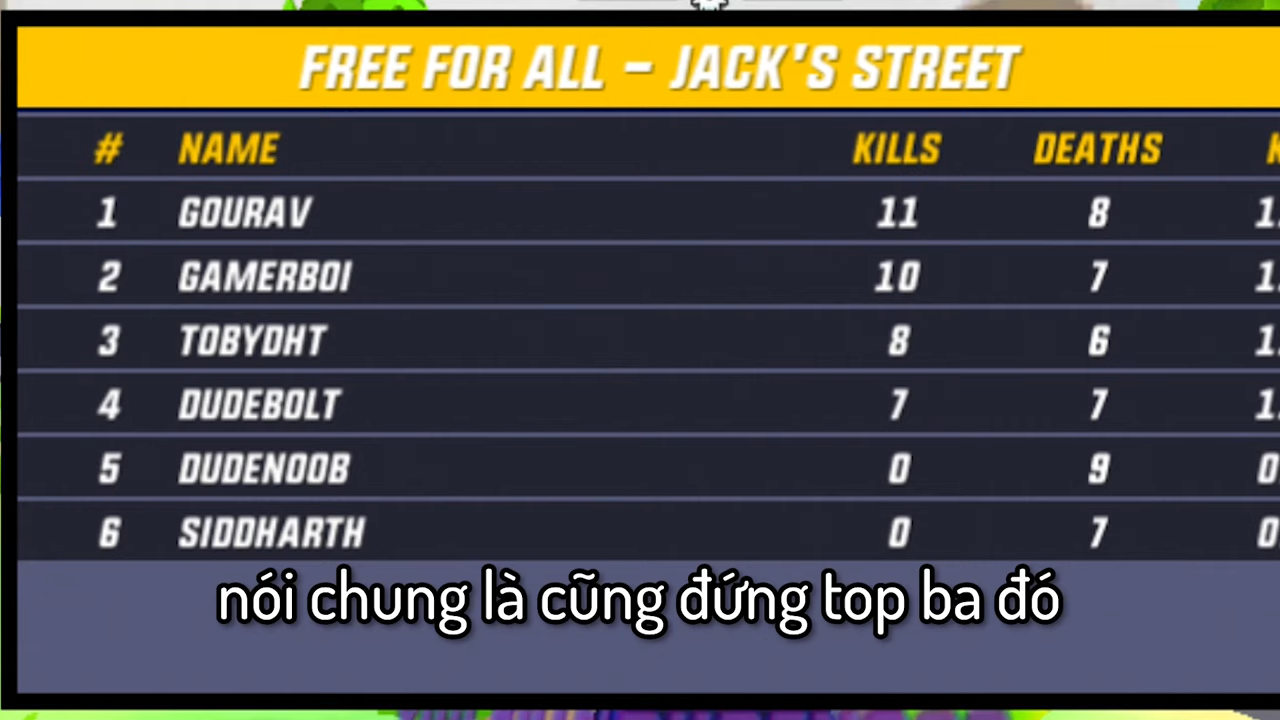 FREE FOR ALL - JACK'S STREET
# NAME KILLS DEATHS
1 GOURAV 11 8
2 GAMERBOI 10 7
3 TOBYDHT 8 6
4 DUDEBOLT 7 7
5 DUDENOOB 0 9
6 SIDDHARTH 0 7
nói chung là cũng đứng top ba đó